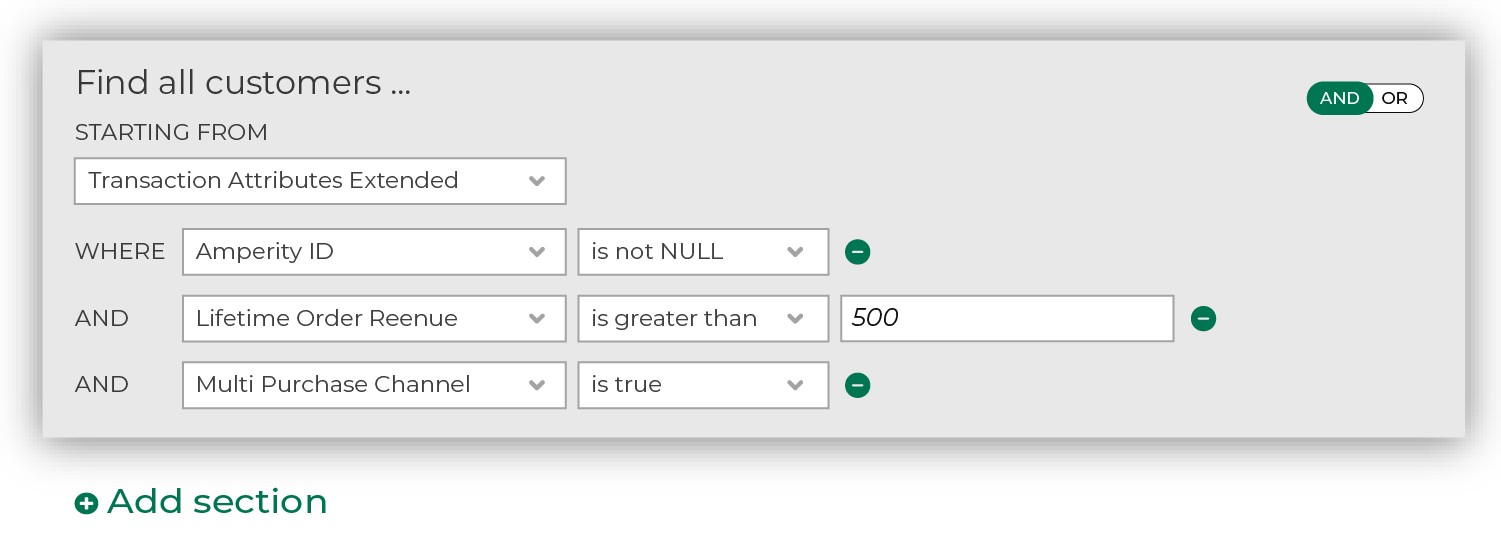 Find all customers ...
AND OR
STARTING FROM
Transaction Attributes Extended
WHERE Amperity ID is not NULL
AND Lifetime Order Reenue is greater than 500
AND Multi Purchase Channel is true
Add section